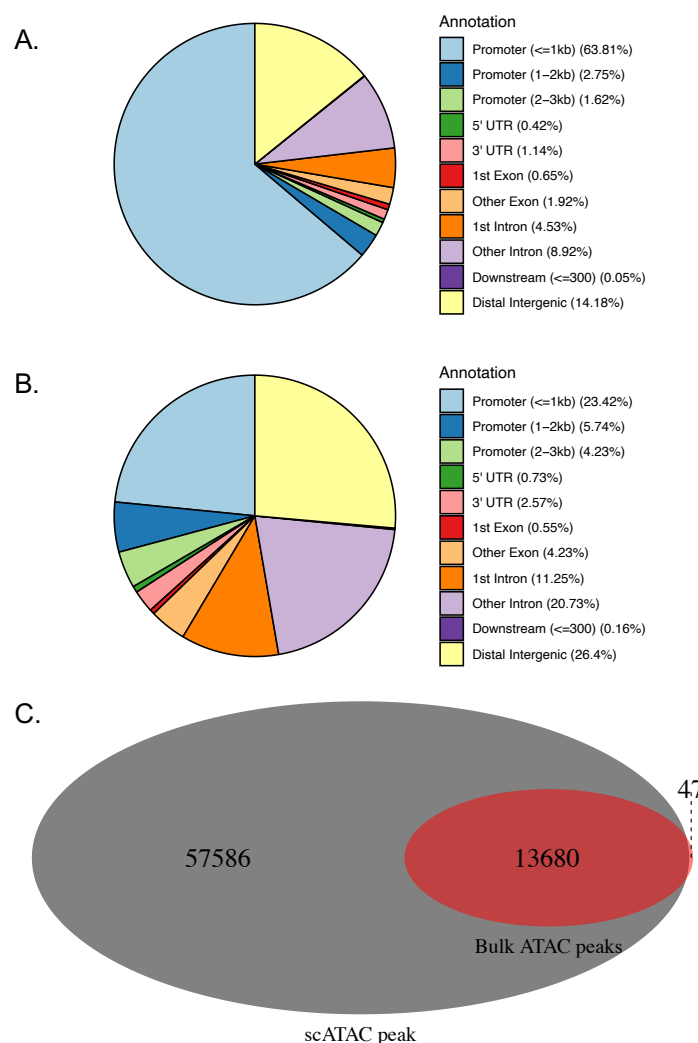 A.
Annotation
Promoter (<=1kb) (63.81%)
Promoter (1−2kb) (2.75%)
Promoter (2−3kb) (1.62%)
5' UTR (0.42%)
3' UTR (1.14%)
1st Exon (0.65%)
Other Exon (1.92%)
1st Intron (4.53%)
Other Intron (8.92%)
Downstream (<=300) (0.05%)
Distal Intergenic (14.18%)
B.
Annotation
Promoter (<=1kb) (23.42%)
Promoter (1−2kb) (5.74%)
Promoter (2−3kb) (4.23%)
5' UTR (0.73%)
3' UTR (2.57%)
1st Exon (0.55%)
Other Exon (4.23%)
1st Intron (11.25%)
Other Intron (20.73%)
Downstream (<=300) (0.16%)
Distal Intergenic (26.4%)
C.
47
57586
13680
Bulk ATAC peaks
scATAC peak